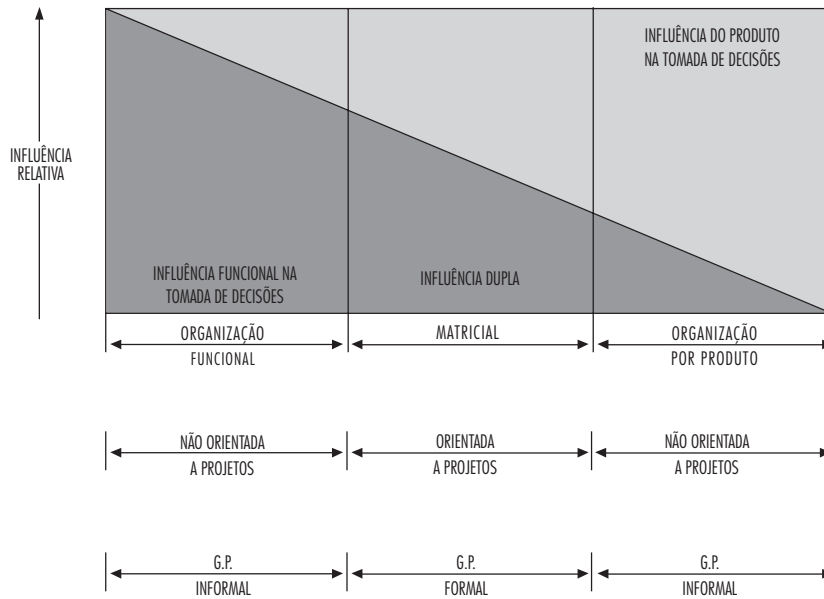 INFLUÊNCIA DO PRODUTO
NA TOMADA DE DECISÕES
INFLUÊNCIA
RELATIVA
INFLUÊNCIA FUNCIONAL NA
TOMADA DE DECISÕES
INFLUÊNCIA DUPLA
ORGANIZAÇÃO
FUNCIONAL
MATRICIAL
ORGANIZAÇÃO
POR PRODUTO
NÃO ORIENTADA
A PROJETOS
ORIENTADA
A PROJETOS
NÃO ORIENTADA
A PROJETOS
G.P.
INFORMAL
G.P.
FORMAL
G.P.
INFORMAL